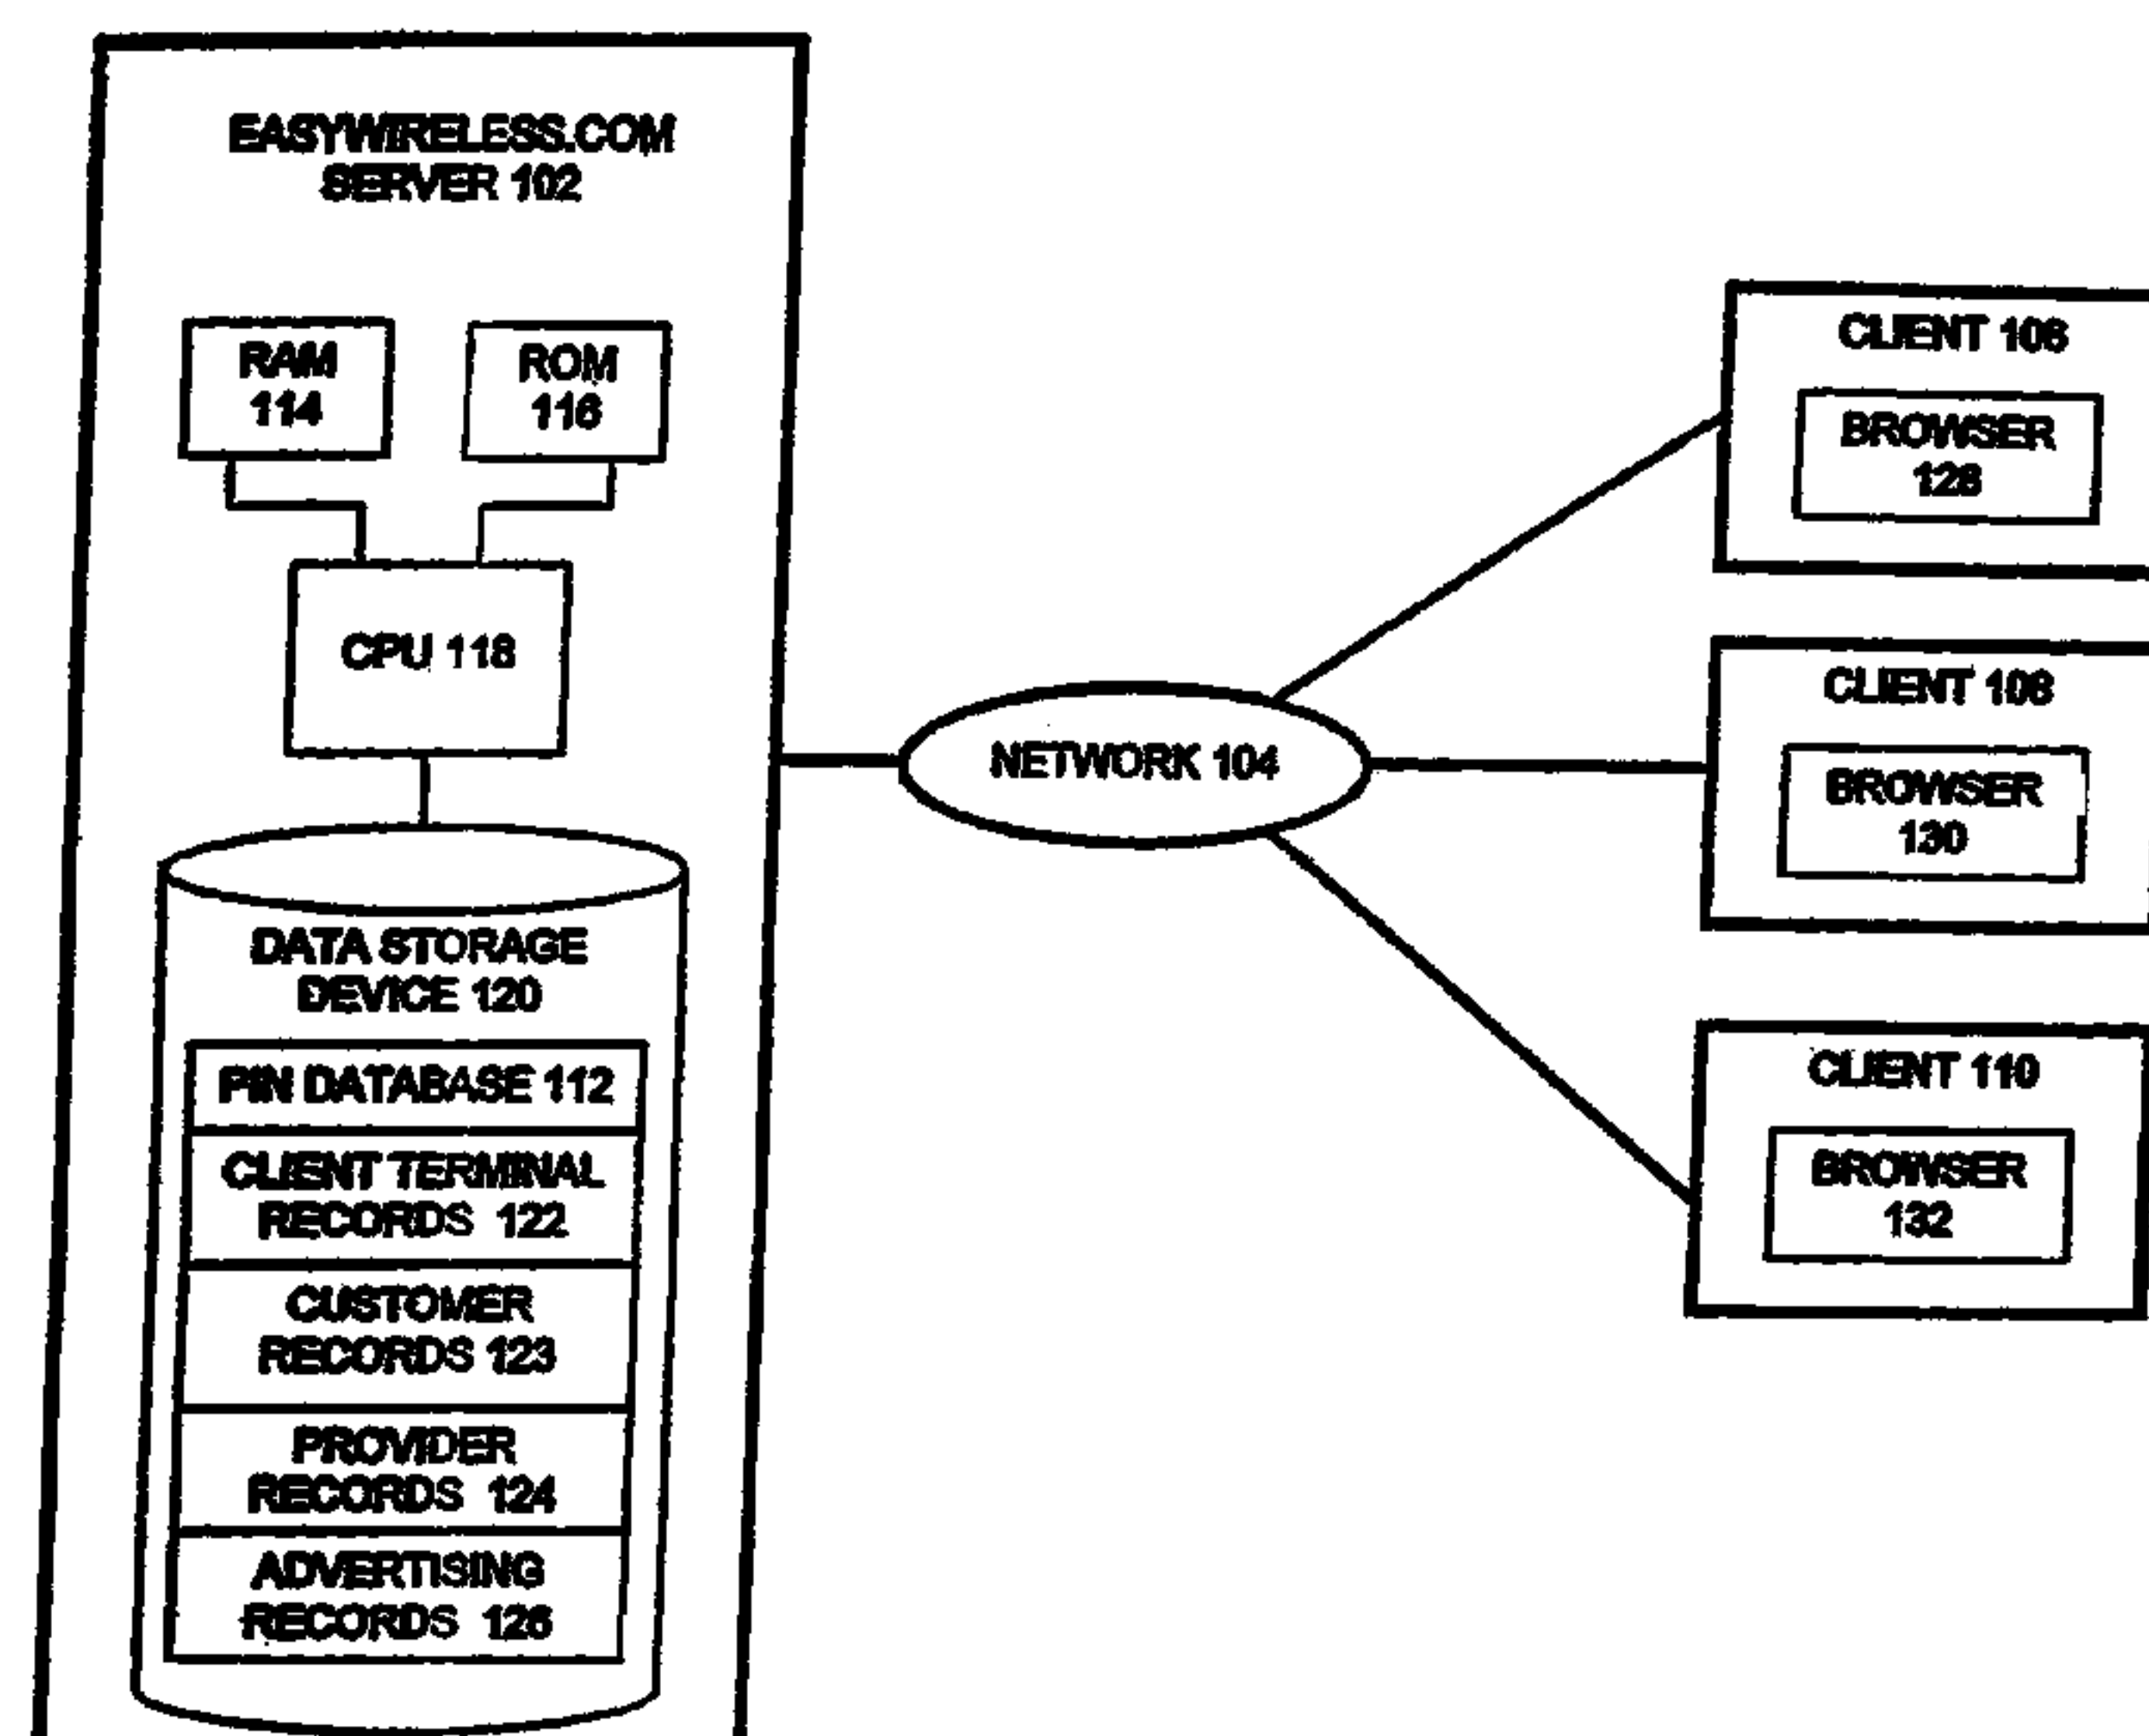 EASYWIRELESS.COM
SERVER 102
RAM
114
ROM
116
CPU 118
DATA STORAGE
DEVICE 120
PIN DATABASE 112
CLIENT TERMINAL
RECORDS 122
CUSTOMER
RECORDS 123
PROVIDER
RECORDS 124
ADVERTISING
RECORDS 126
NETWORK 104
CLIENT 106
BROWSER
128
CLIENT 108
BROWSER
130
CLIENT 110
BROWSER
132